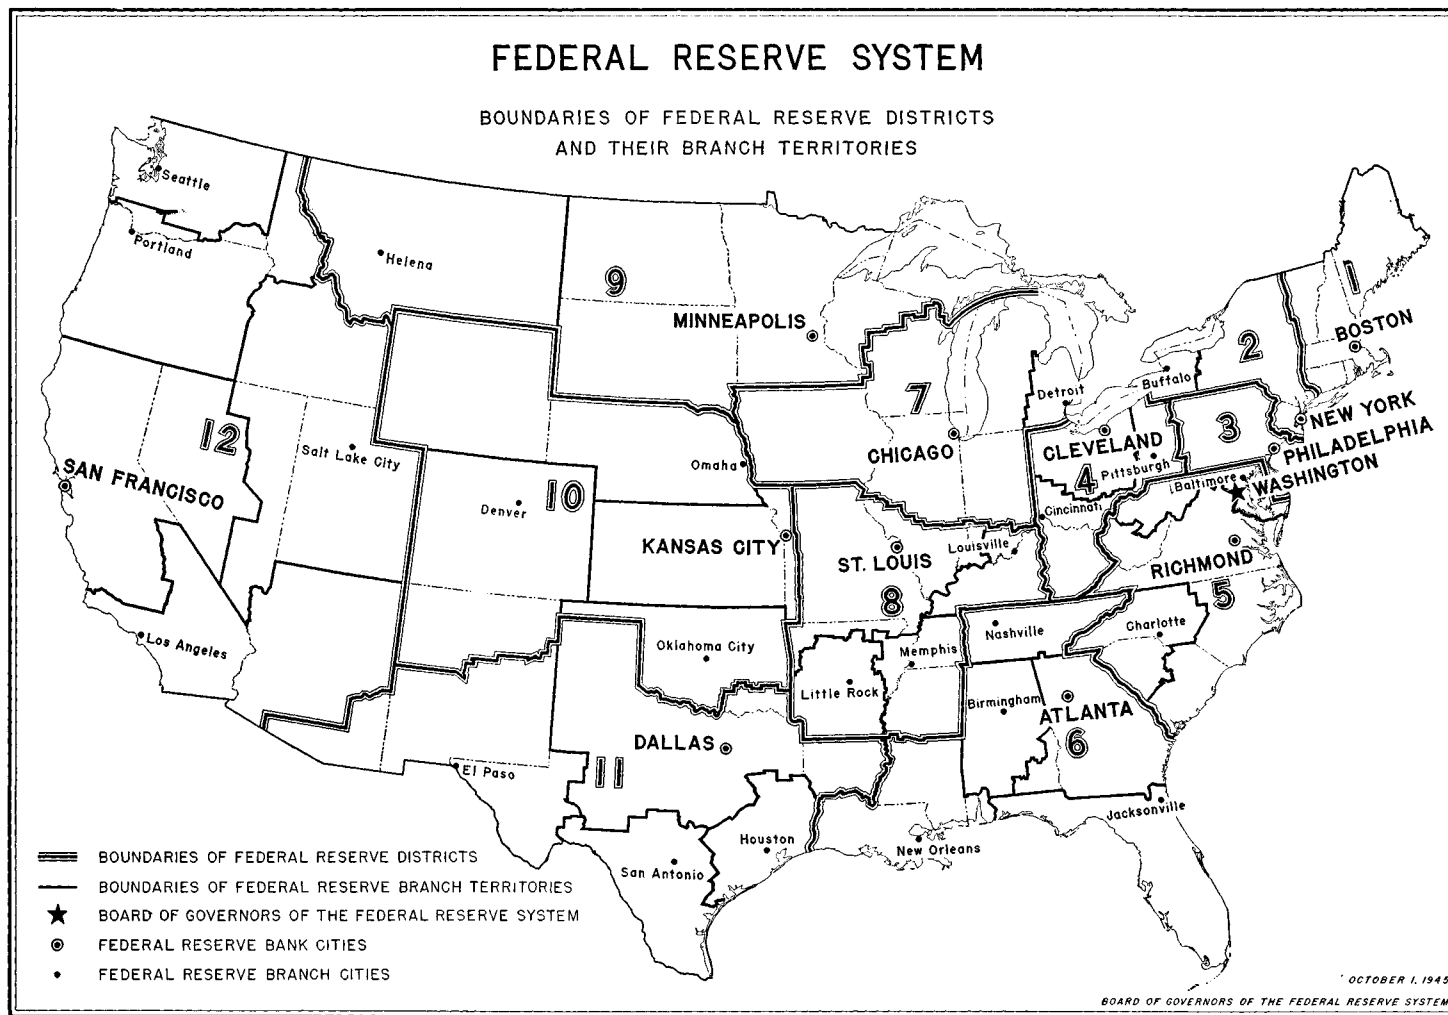 FEDERAL RESERVE SYSTEM
BOUNDARIES OF FEDERAL RESERVE DISTRICTS
AND THEIR BRANCH TERRITORIES
Seattle
Portland
Helena
9
MINNEAPOLIS
1
BOSTON
2
Buffalo
Detroit
7
CHICAGO
CLEVELAND
4
Pittsburgh
3
NEW YORK
PHILADELPHIA
WASHINGTON
Baltimore
12
SAN FRANCISCO
Salt Lake City
Omaha
10
Denver
KANSAS CITY
ST. LOUIS
8
Louisville
Cincinnati
RICHMOND
5
Los Angeles
Oklahoma City
Nashville
Charlotte
Memphis
Little Rock
Birmingham
ATLANTA
6
DALLAS
11
El Paso
Houston
San Antonio
New Orleans
Jacksonville
BOUNDARIES OF FEDERAL RESERVE DISTRICTS
BOUNDARIES OF FEDERAL RESERVE BRANCH TERRITORIES
BOARD OF GOVERNORS OF THE FEDERAL RESERVE SYSTEM
FEDERAL RESERVE BANK CITIES
FEDERAL RESERVE BRANCH CITIES
OCTOBER 1, 1945
BOARD OF GOVERNORS OF THE FEDERAL RESERVE SYSTEM